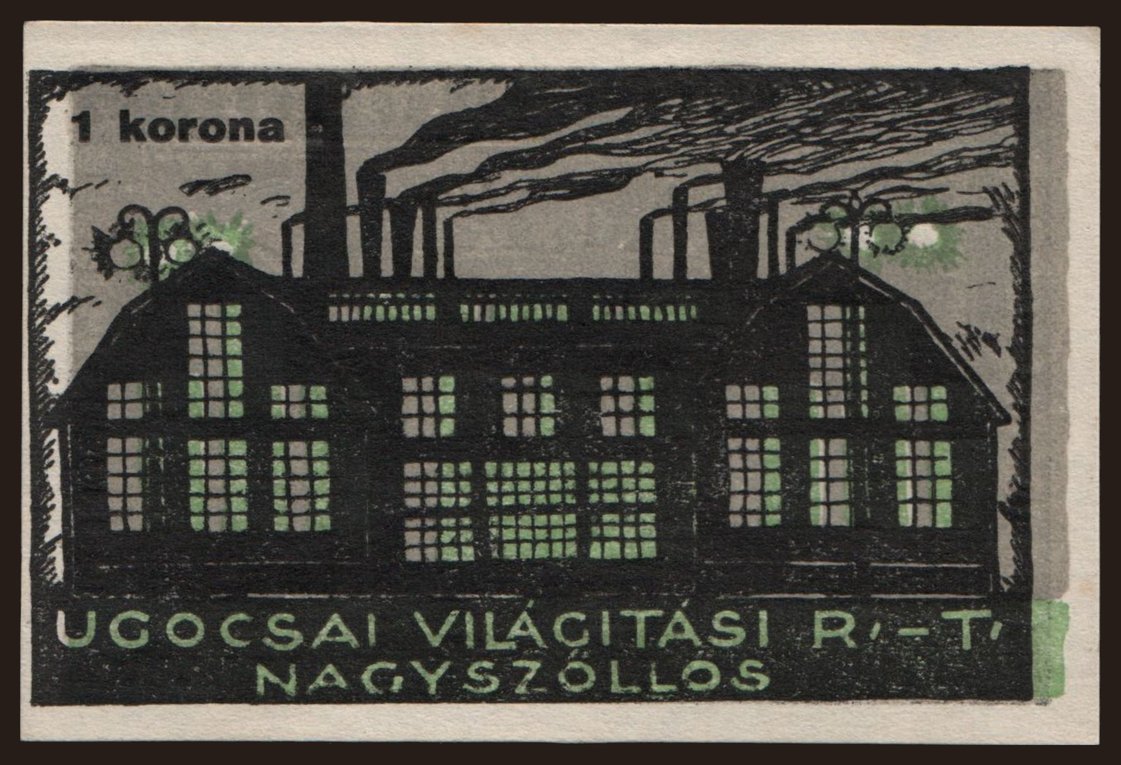 1 korona
UGOCSAI VILÁGITÁSI R,-T,
NAGYSZŐLLŐS